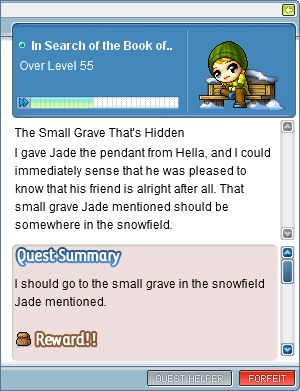 In Search of the Book of..
Over Level 55
The Small Grave That's Hidden
I gave Jade the pendant from Hella, and I could
immediately sense that he was pleased to
know that his friend is alright after all. That
small grave Jade mentioned should be
somewhere in the snowfield.
Quest Summary
I should go to the small grave in the snowfield
Jade mentioned.
Reward!!
QUEST HELPER
FORFEIT